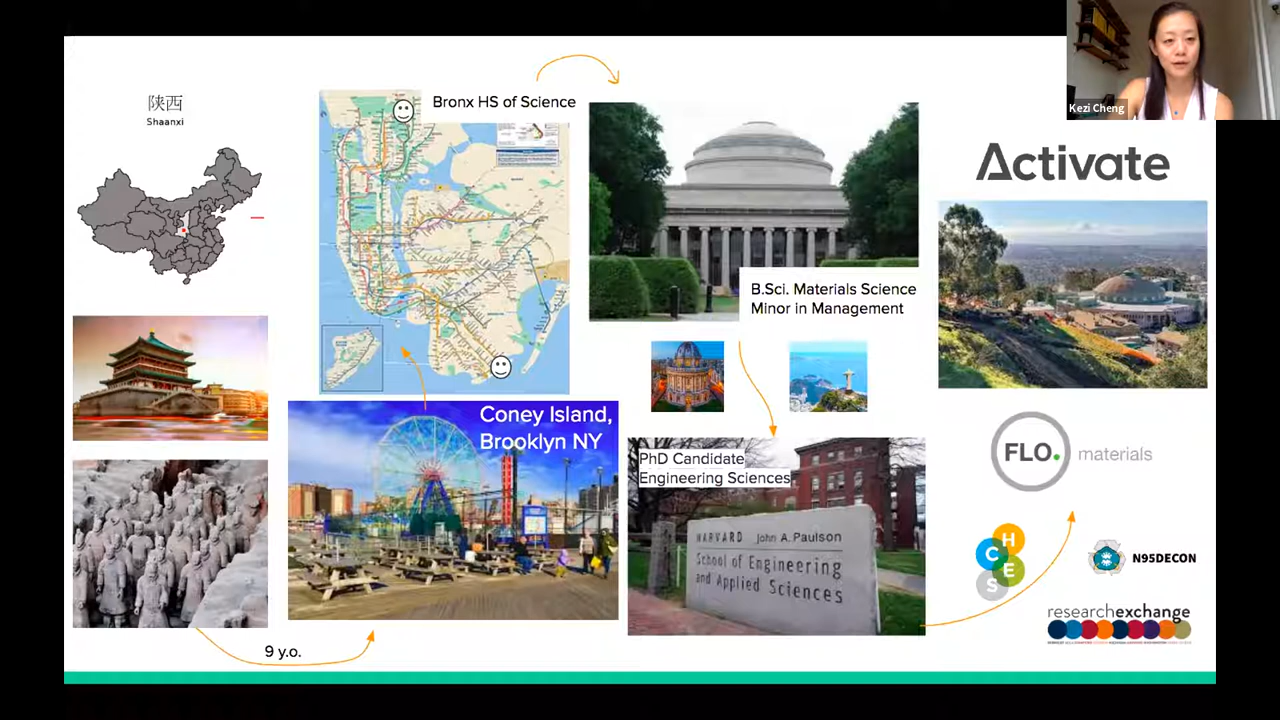 陕西
Shaanxi
9 y.o.
Bronx HS of Science
Coney Island,
Brooklyn NY
B.Sci. Materials Science
Minor in Management
PhD Candidate
Engineering Sciences
HARVARD John A. Paulson
School of Engineering
and Applied Sciences
Kezi Cheng
Activate
FLO.
materials
H
C
E
S
N95DECON
researchexchange